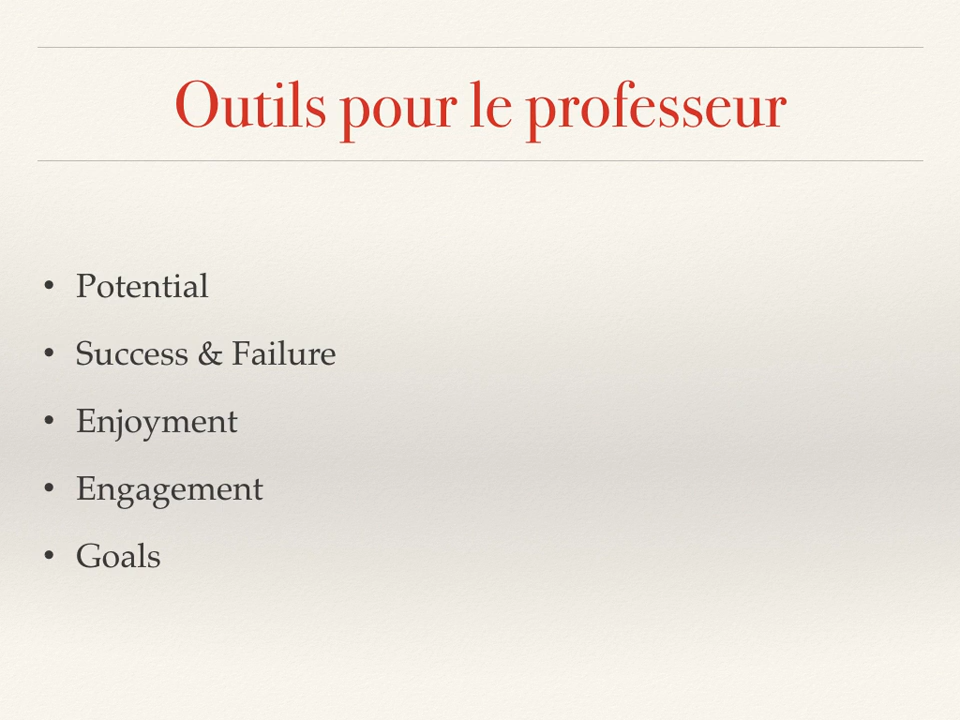 Outils pour le professeur
• Potential
• Success & Failure
• Enjoyment
• Engagement
• Goals